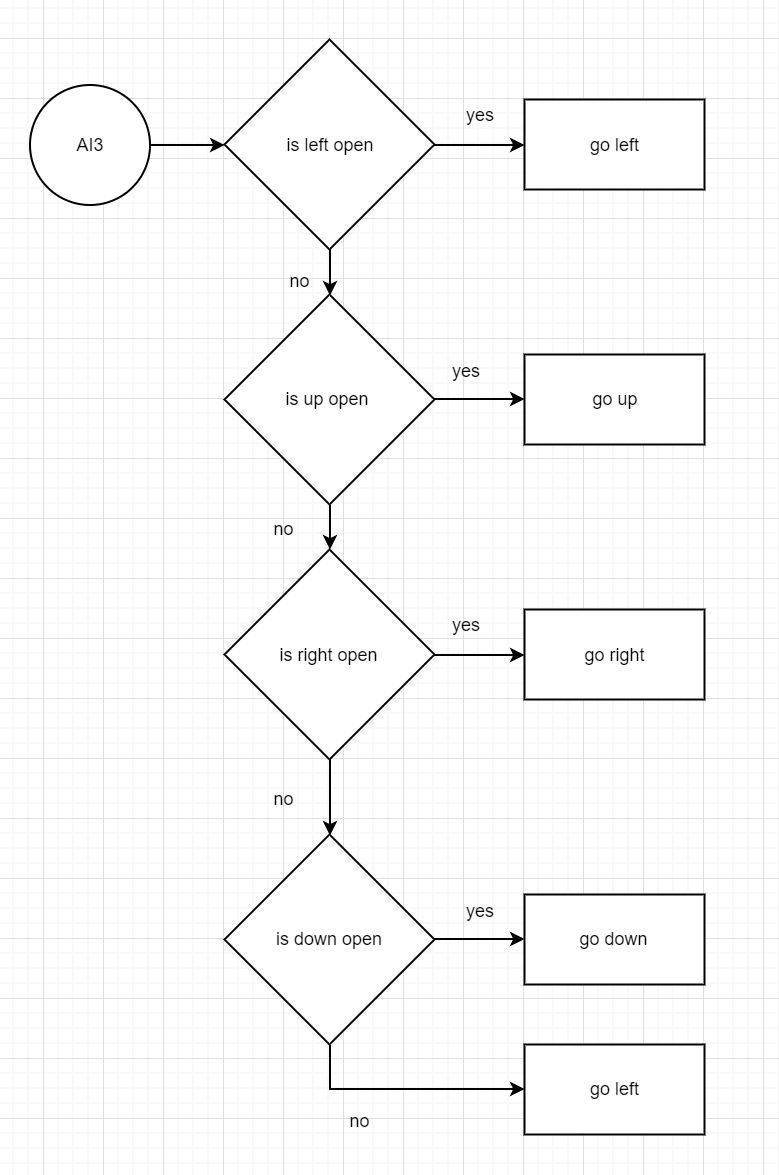 AI3
is left open
yes
go left
no
is up open
yes
go up
no
is right open
yes
go right
no
is down open
yes
go down
go left
no